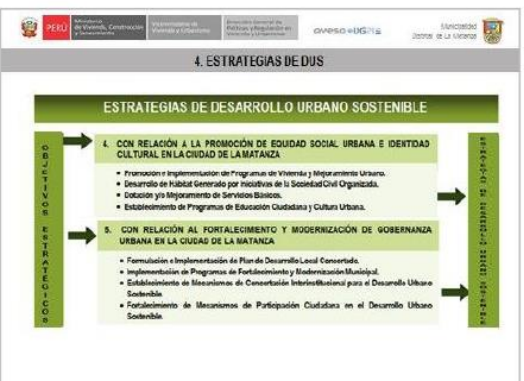 PERÚ
Ministerio de Vivienda, Construcción y Saneamiento
Viceministerio de Vivienda y Urbanismo
Dirección General de Políticas y Regulación en Vivienda y Urbanismo
Municipalidad
Distrital de La Matanza
4. ESTRATEGIAS DE DUS
ESTRATEGIAS DE DESARROLLO URBANO SOSTENIBLE
OBJETIVOS ESTRATÉGICOS
4. CON RELACIÓN A LA PROMOCIÓN DE EQUIDAD SOCIAL URBANA E IDENTIDAD
CULTURAL EN LA CIUDAD DE LA MATANZA
• Promoción e Implementación de Programas de Vivienda y Mejoramiento Urbano.
• Desarrollo de Hábitat Generado por Iniciativas de la Sociedad Civil Organizada.
• Dotación y/o Mejoramiento de Servicios Básicos.
• Establecimiento de Programas de Educación Ciudadana y Cultura Urbana.
5. CON RELACIÓN AL FORTALECIMIENTO Y MODERNIZACIÓN DE GOBERNANZA
URBANA EN LA CIUDAD DE LA MATANZA
• Formulación e Implementación de Plan de Desarrollo Local Concertado.
• Implementación de Programas de Fortalecimiento y Modernización Municipal.
• Establecimiento de Mecanismos de Concertación Interinstitucional para el Desarrollo Urbano
Sostenible.
• Fortalecimiento de Mecanismos de Participación Ciudadana en el Desarrollo Urbano
Sostenible.
ESTRATEGIAS DE DESARROLLO URBANO SOSTENIBLE